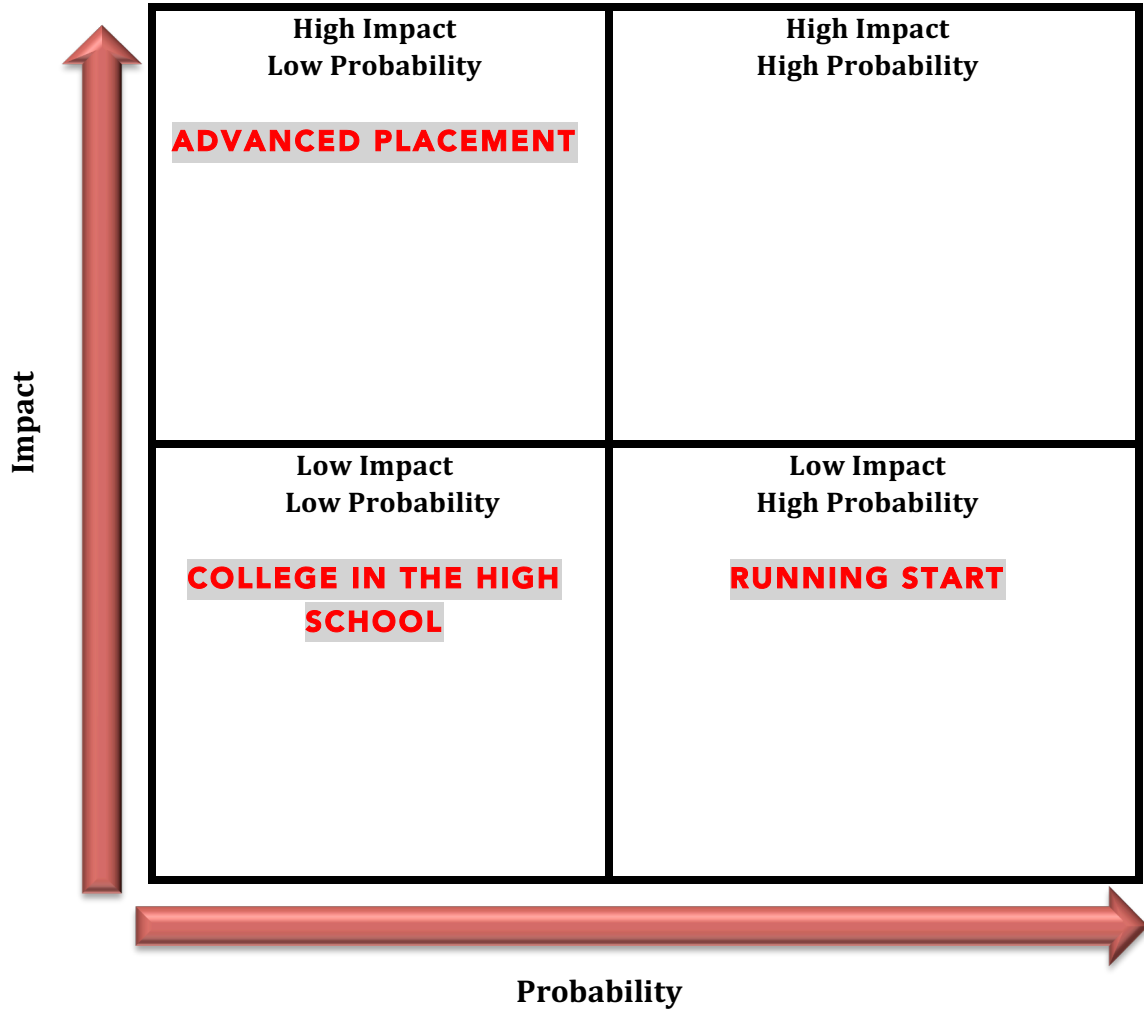 High Impact
Low Probability
ADVANCED PLACEMENT
High Impact
High Probability
Impact
Low Impact
Low Probability
COLLEGE IN THE HIGH
SCHOOL
Low Impact
High Probability
RUNNING START
Probability